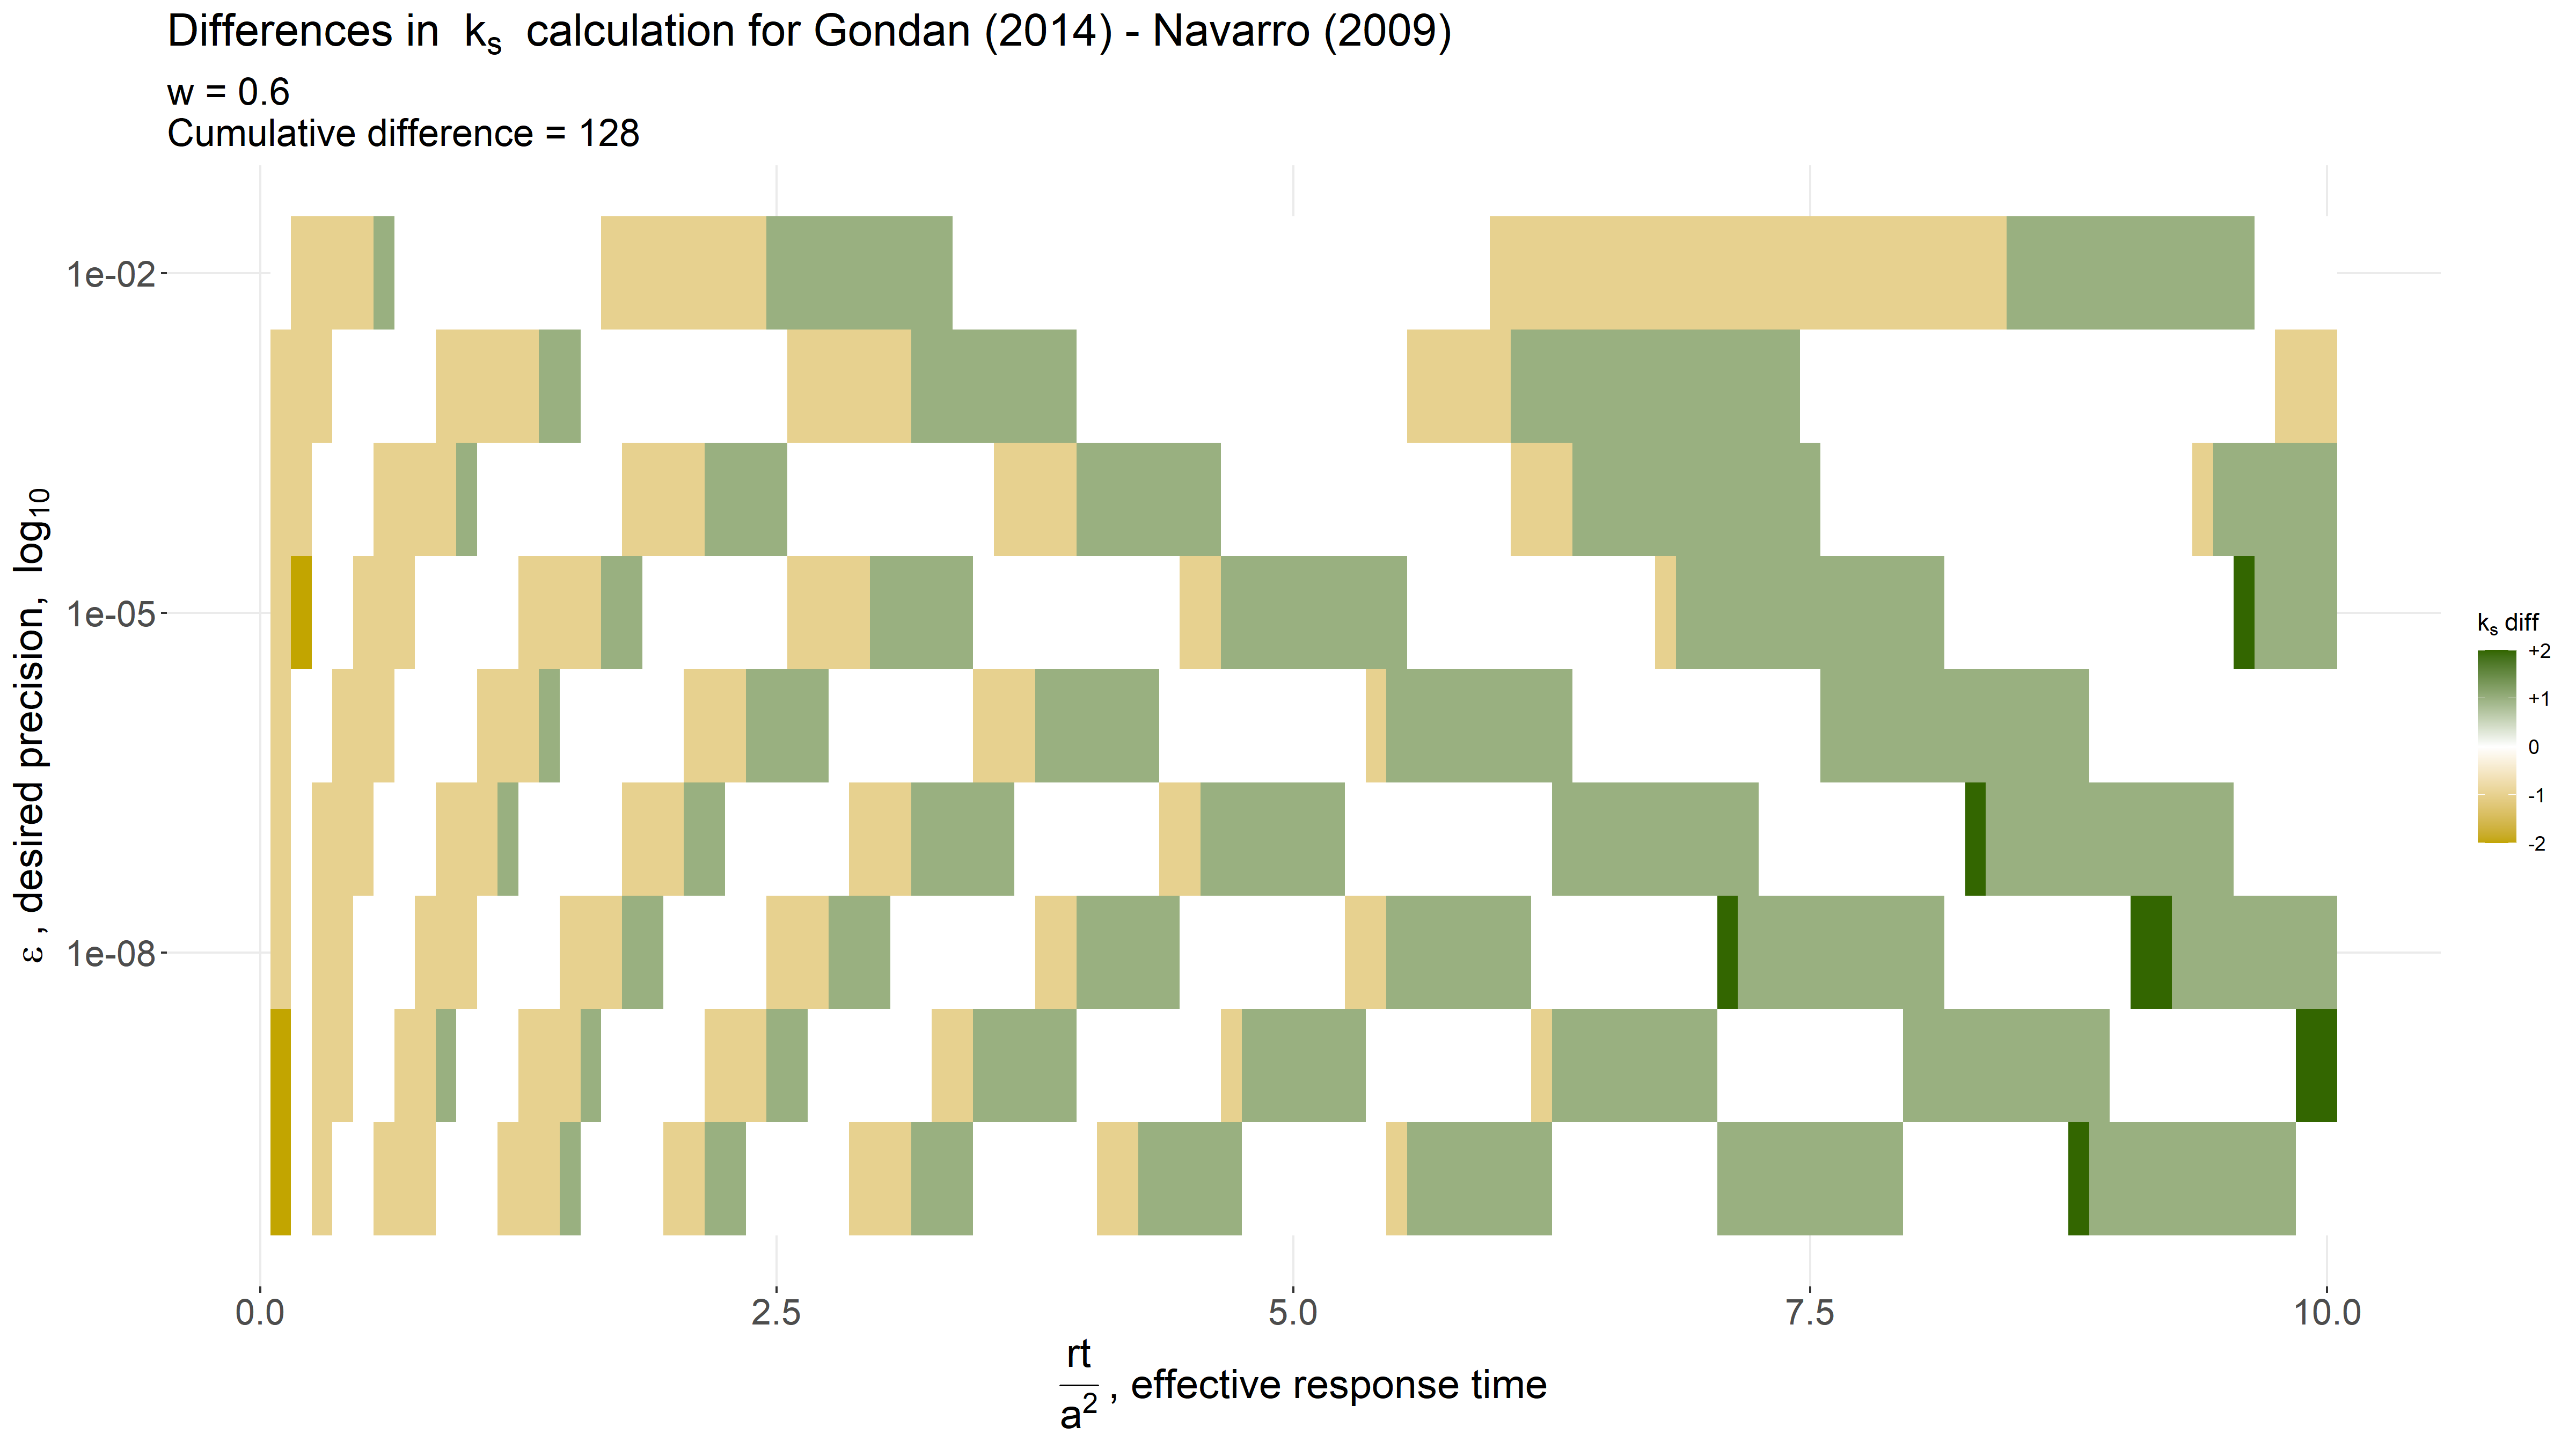 Differences in ks calculation for Gondan (2014) - Navarro (2009)
w = 0.6
Cumulative difference = 128
ε , desired precision, log10
1e-02
1e-05
1e-08
0.0 2.5 5.0 7.5 10.0
rt
a2 , effective response time
ks diff
+2
+1
0
-1
-2